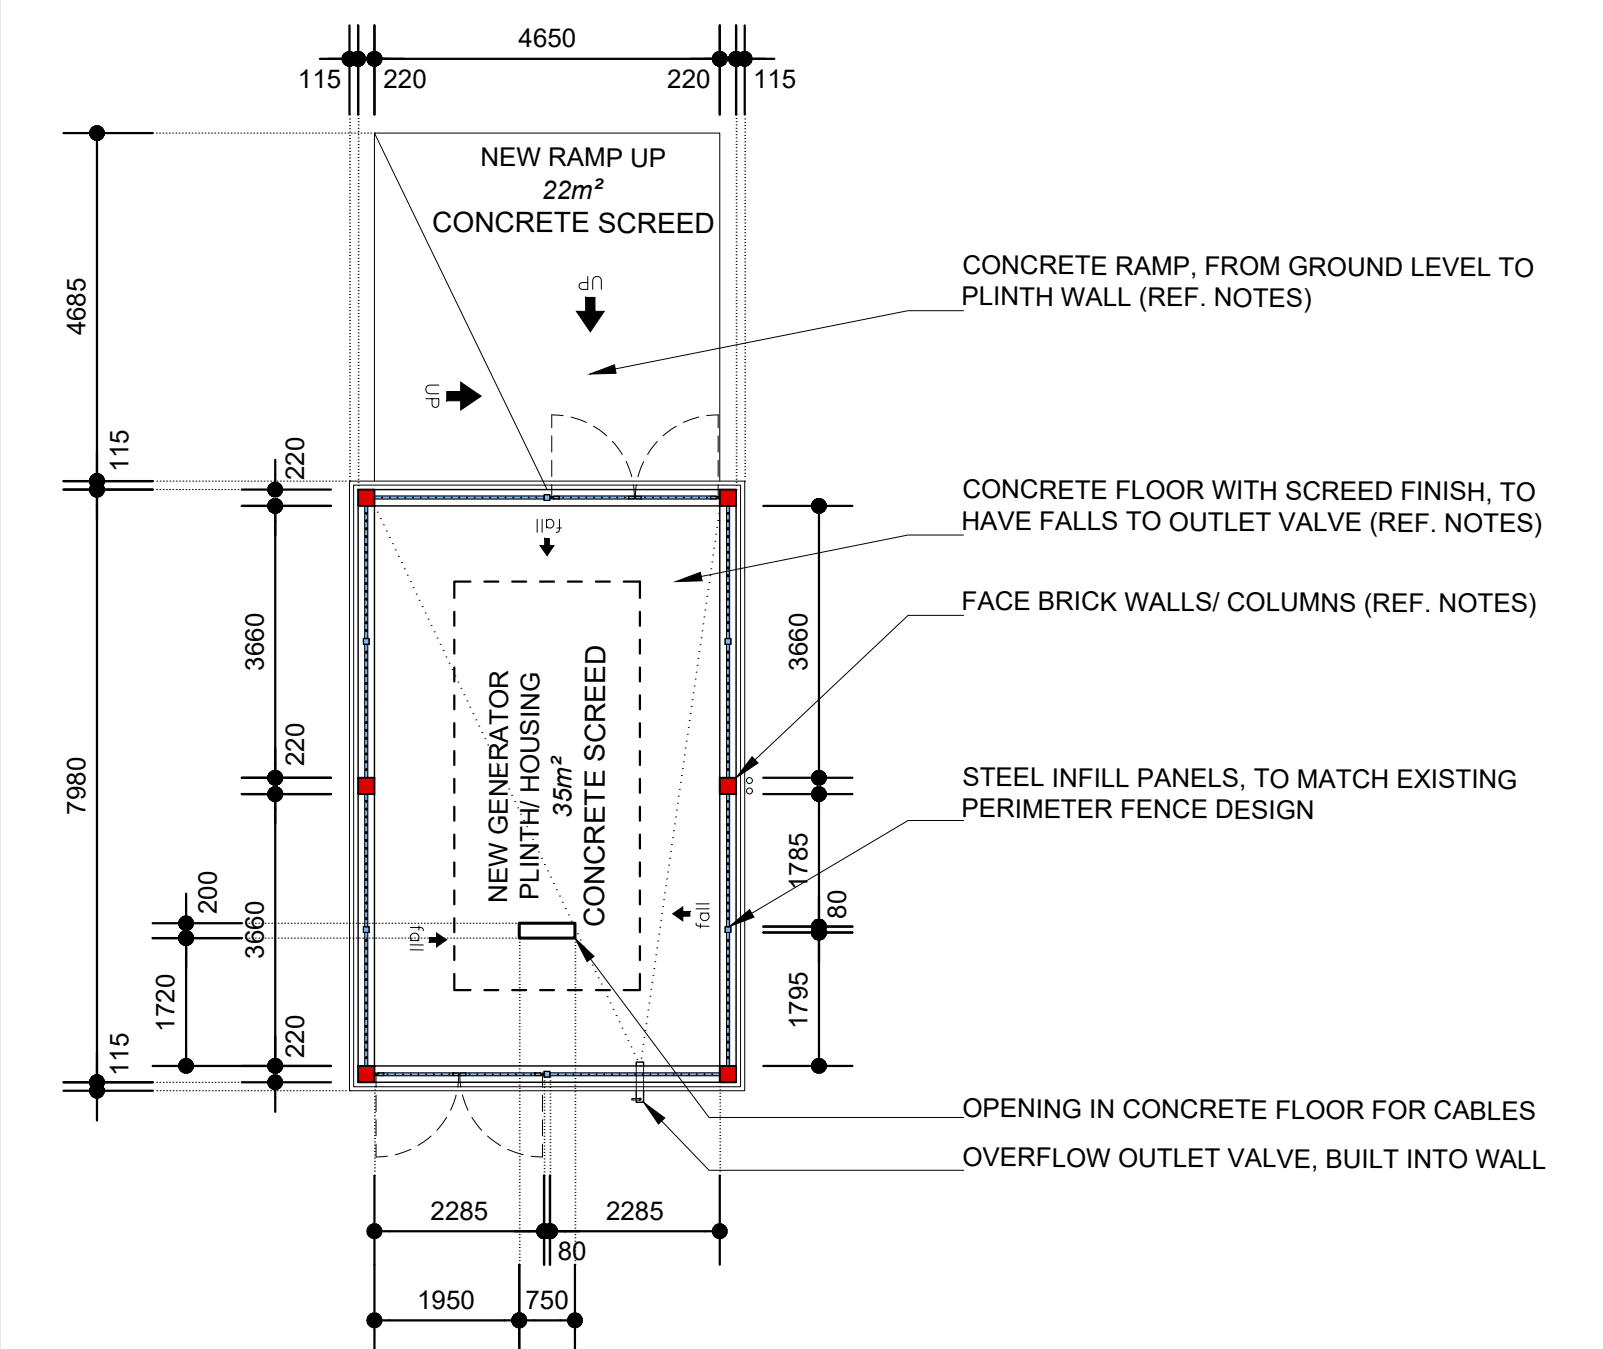 4650
115
220
220
115
NEW RAMP UP
22m²
CONCRETE SCREED
UP
UP
CONCRETE RAMP, FROM GROUND LEVEL TO
PLINTH WALL (REF. NOTES)
4685
115
220
fall
CONCRETE FLOOR WITH SCREED FINISH, TO
HAVE FALLS TO OUTLET VALVE (REF. NOTES)
FACE BRICK WALLS/ COLUMNS (REF. NOTES)
3660
3660
NEW GENERATOR
PLINTH/ HOUSING
35m²
CONCRETE SCREED
220
7980
STEEL INFILL PANELS, TO MATCH EXISTING
PERIMETER FENCE DESIGN
1785
80
200
3660
fall
fall
1720
1795
220
115
OPENING IN CONCRETE FLOOR FOR CABLES
OVERFLOW OUTLET VALVE, BUILT INTO WALL
2285
2285
80
1950
750